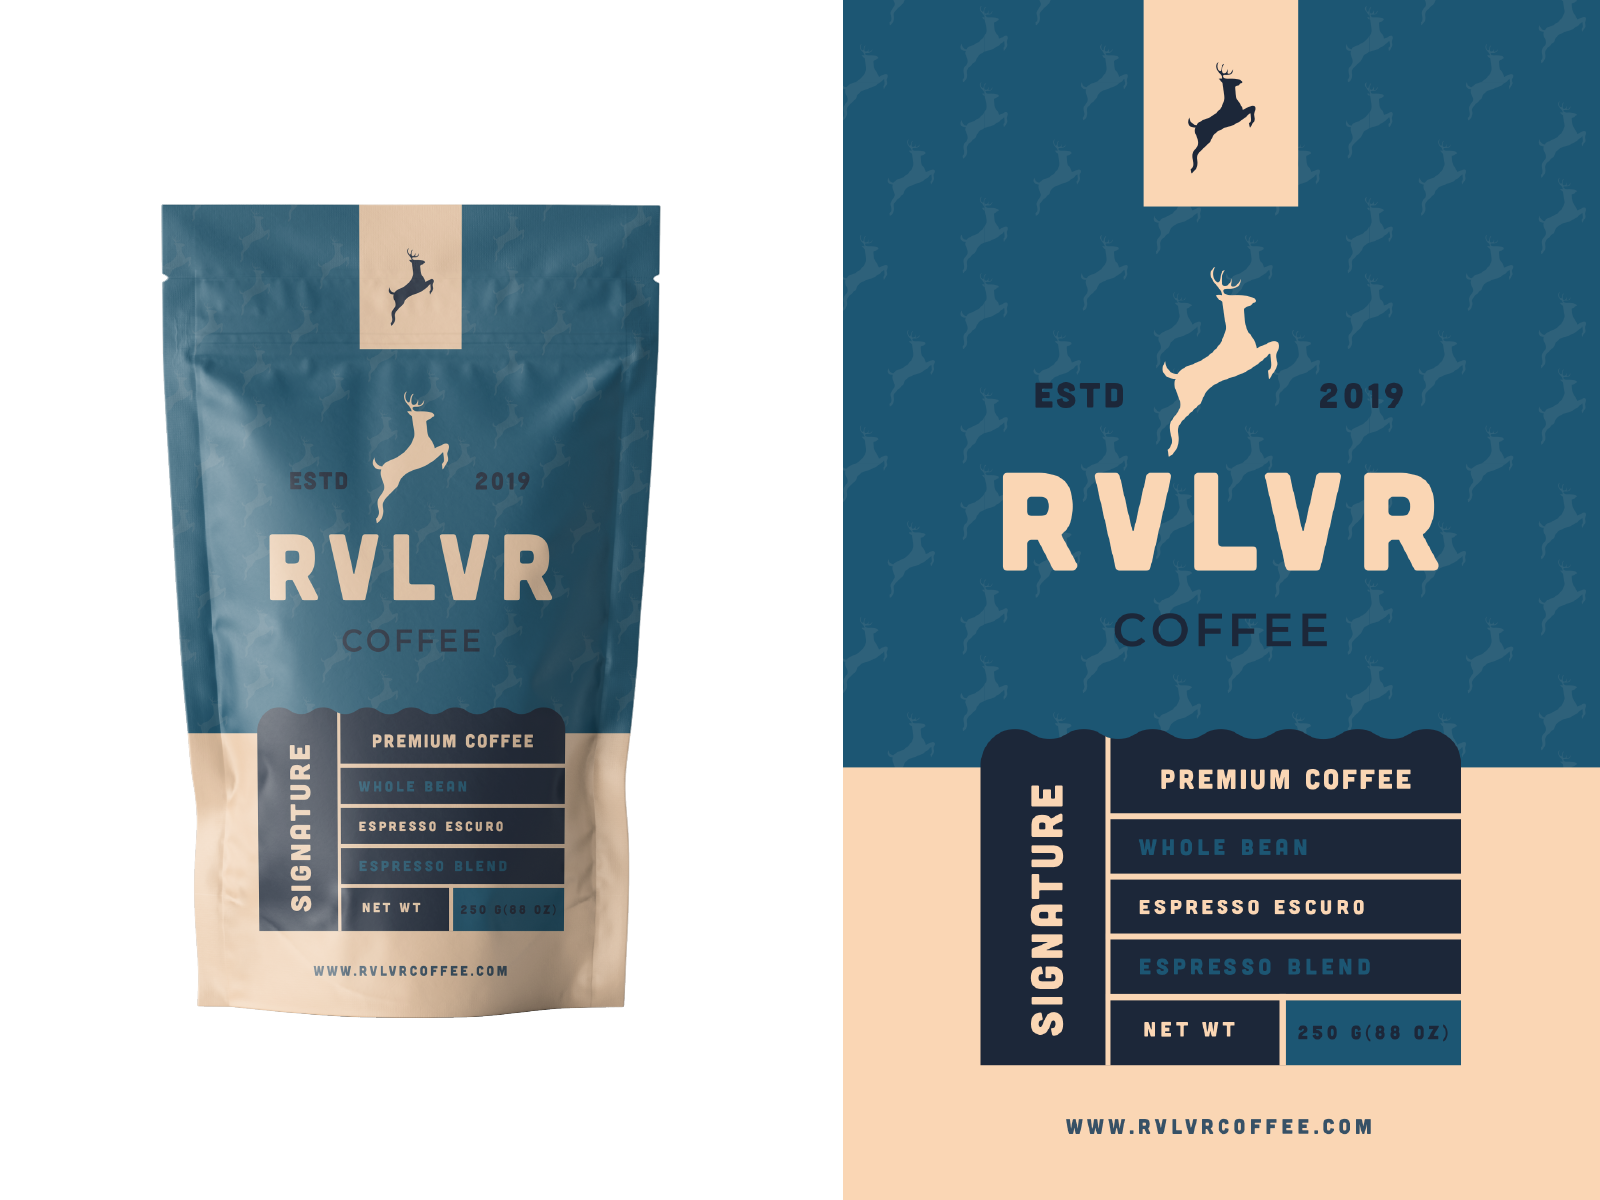 ESTD 2019
RVLVR
COFFEE
SIGNATURE
PREMIUM COFFEE
WHOLE BEAN
ESPRESSO ESCURO
ESPRESSO BLEND
NET WT
250 G(88 OZ)
WWW.RVLVRCOFFEE.COM
ESTD 2019
RVLVR
COFFEE
SIGNATURE
PREMIUM COFFEE
WHOLE BEAN
ESPRESSO ESCURO
ESPRESSO BLEND
NET WT
250 G(88 OZ)
WWW.RVLVRCOFFEE.COM